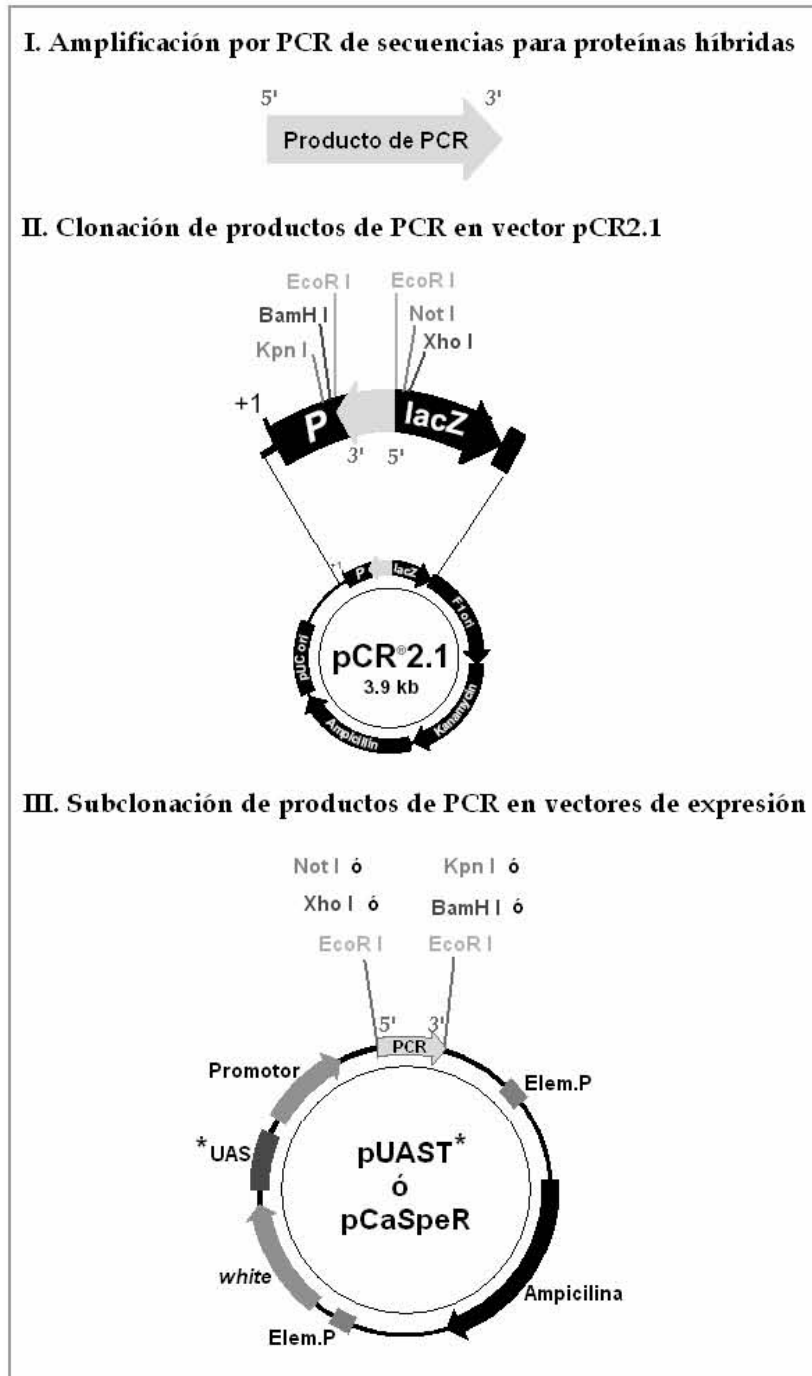 I. Amplificación por PCR de secuencias para proteínas híbridas
5' 3'
Producto de PCR
II. Clonación de productos de PCR en vector pCR2.1
EcoR I EcoR I
BamH I Not I
Kpn I Xho I
+1
P lacZ
3' 5'
+1 P lacZ
F1 ori
pUC ori
pCR®2.1
3.9 kb
Kanamycin
Ampicillin
III. Subclonación de productos de PCR en vectores de expresión
Not I ó Kpn I ó
Xho I ó BamH I ó
EcoR I EcoR I
5' 3'
PCR
Promotor
Elem.P
*UAS
pUAST*
ó
pCaSpeR
white
Ampicilina
Elem.P